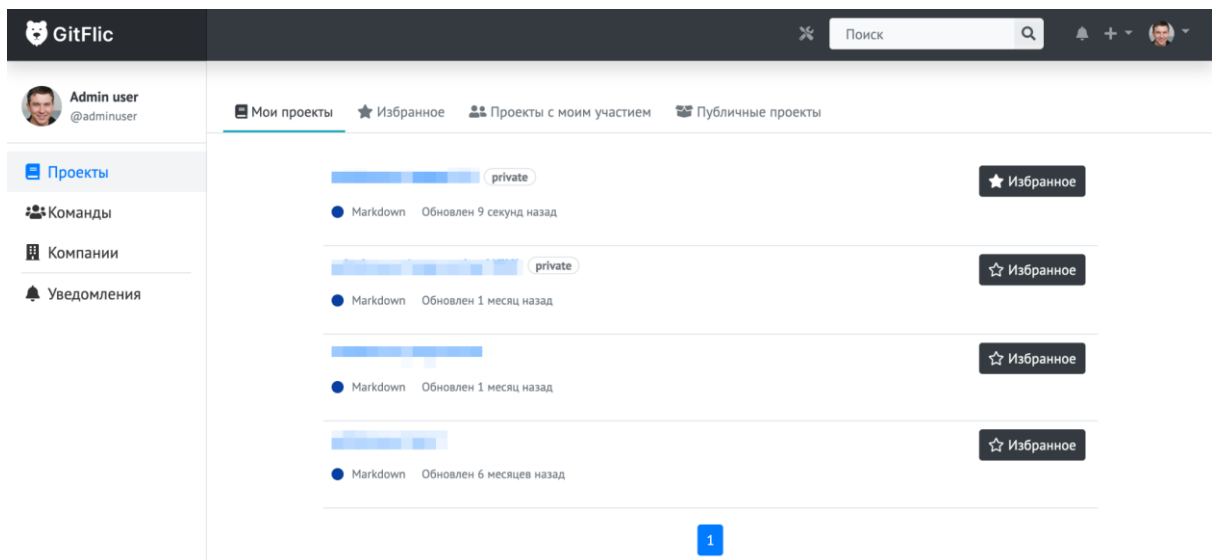 GitFlic
Поиск
Admin user
@adminuser
Мои проекты Избранное Проекты с моим участием Публичные проекты
Проекты
Команды
Компании
Уведомления
private
Избранное
Markdown Обновлен 9 секунд назад
private
Избранное
Markdown Обновлен 1 месяц назад
Избранное
Markdown Обновлен 1 месяц назад
Избранное
Markdown Обновлен 6 месяцев назад
1